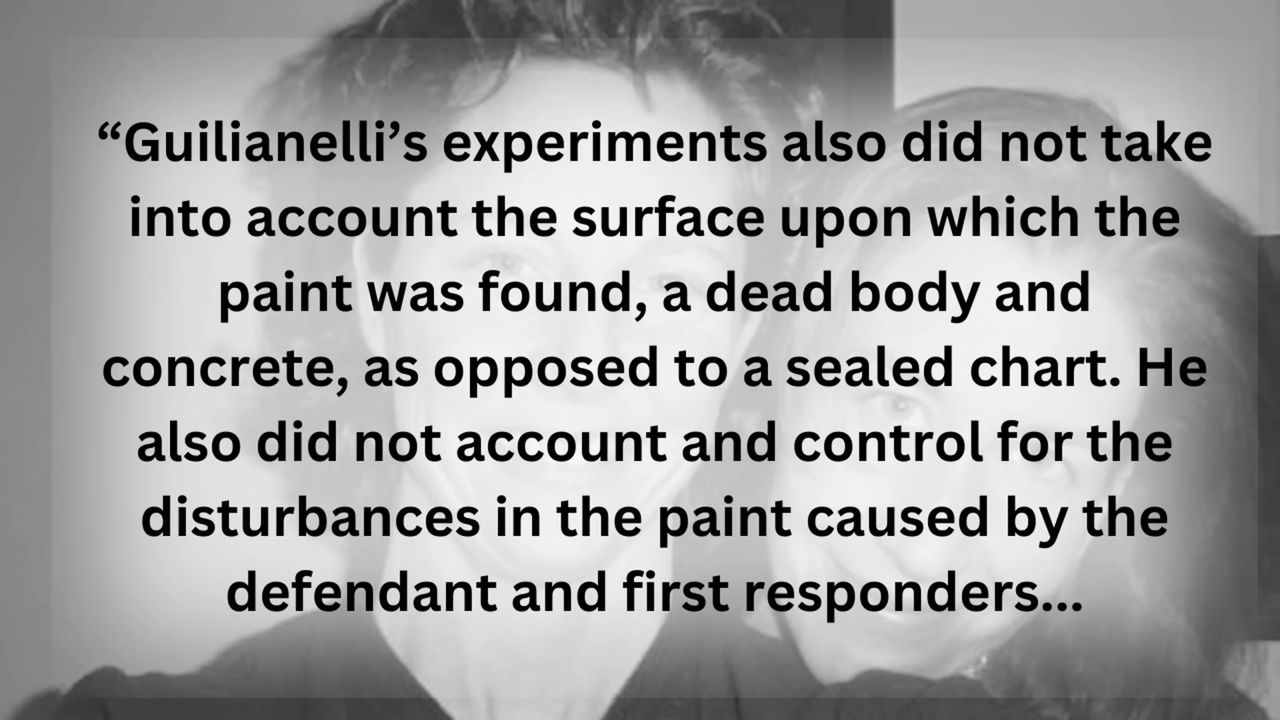 “Guilianelli’s experiments also did not take
into account the surface upon which the
paint was found, a dead body and
concrete, as opposed to a sealed chart. He
also did not account and control for the
disturbances in the paint caused by the
defendant and first responders...